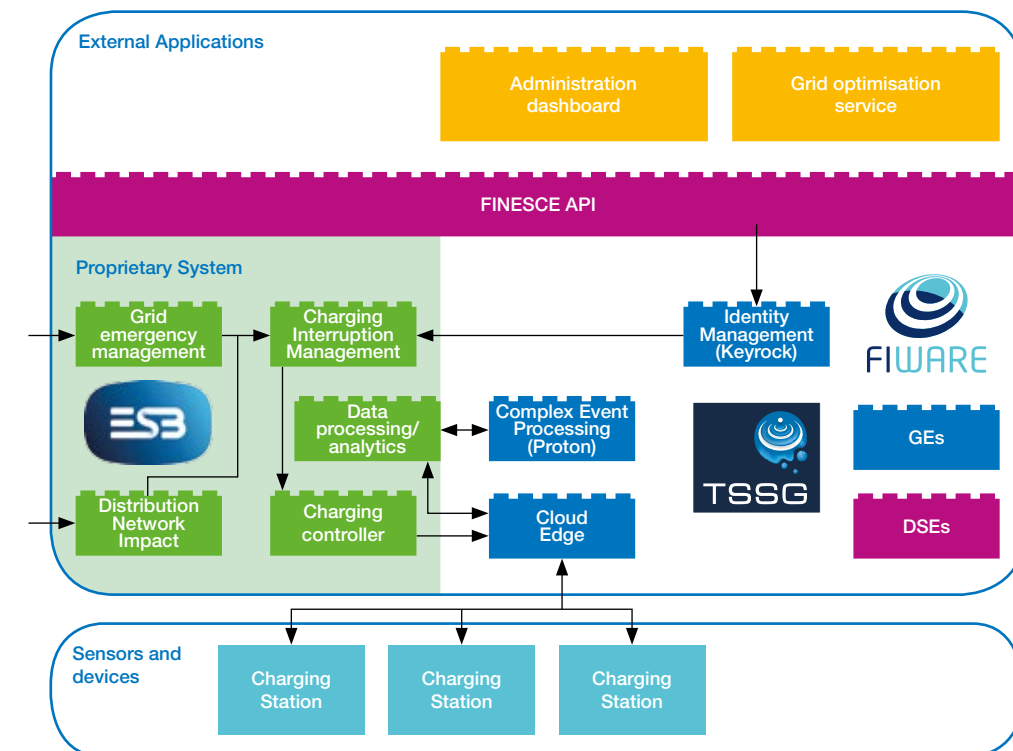 External Applications
Administration
dashboard
Grid optimisation
service
FINESCE API
Proprietary System
Grid
emergency
management
Charging
Interruption
Management
Identity
Management
(Keyrock)
FIWARE
ESB
Data
processing/
analytics
Complex Event
Processing
(Proton)
TSSG
GEs
Distribution
Network
Impact
Charging
controller
Cloud
Edge
DSEs
Sensors and
devices
Charging
Station
Charging
Station
Charging
Station